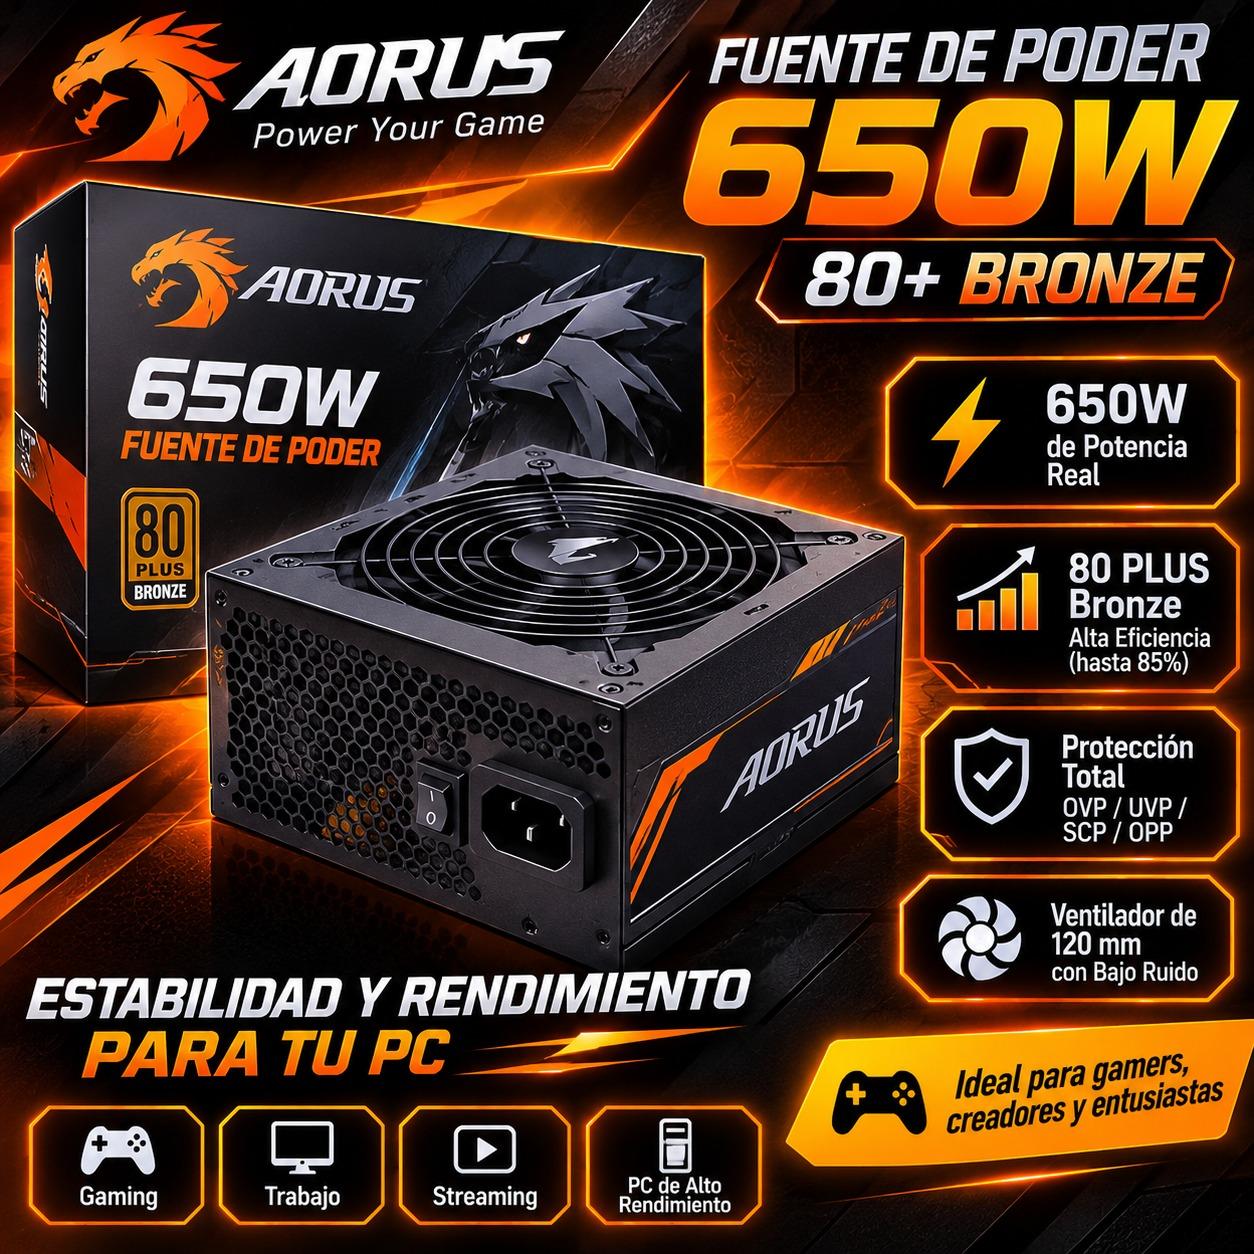 AORUS
Power Your Game
FUENTE DE PODER
650W
80+ BRONZE
AORUS
AORUS
650W
FUENTE DE PODER
80
PLUS
BRONZE
AORUS
I
O
650W
de Potencia
Real
80 PLUS
Bronze
Alta Eficiencia
(hasta 85%)
Protección
Total
OVP / UVP /
SCP / OPP
Ventilador de
120 mm
con Bajo Ruido
ESTABILIDAD Y RENDIMIENTO
PARA TU PC
Ideal para gamers,
creadores y entusiastas
Gaming
Trabajo
Streaming
PC de Alto
Rendimiento